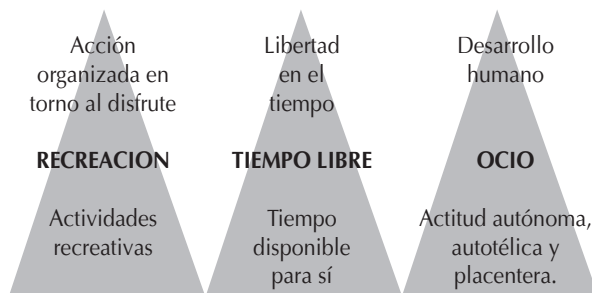 Acción
organizada en
torno al disfrute
RECREACION
Actividades
recreativas
Libertad
en el
tiempo
TIEMPO LIBRE
Tiempo
disponible
para sí
Desarrollo
humano
OCIO
Actitud autónoma,
autotélica y
placentera.